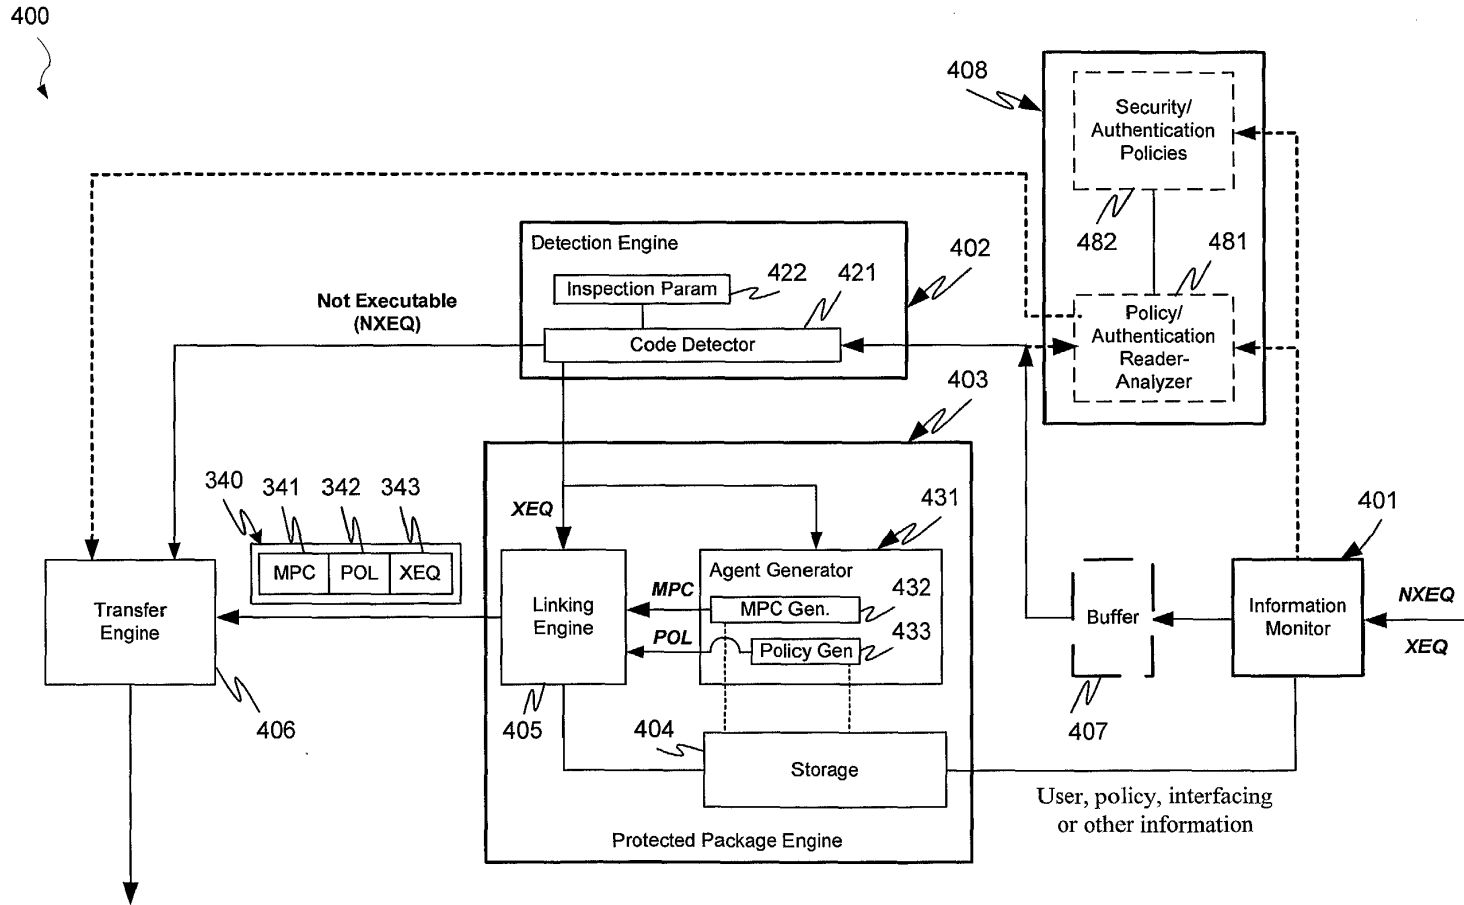 400
408
Security/
Authentication
Policies
482
481
Policy/
Authentication
Reader-
Analyzer
Detection Engine
402
422
421
Inspection Param
Code Detector
Not Executable
(NXEQ)
403
340
341
342
343
MPC
POL
XEQ
XEQ
431
Agent Generator
MPC
MPC Gen.
432
POL
Policy Gen
433
Linking
Engine
405
404
Storage
Protected Package Engine
Transfer
Engine
406
Buffer
407
401
Information
Monitor
NXEQ
XEQ
User, policy, interfacing
or other information